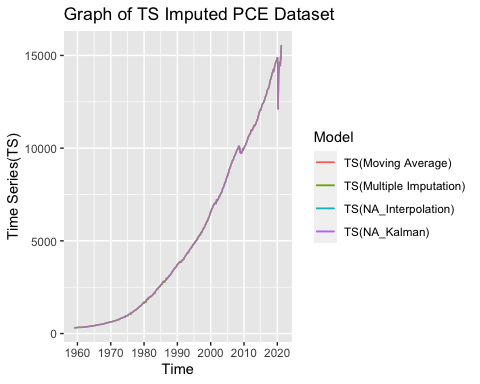 Graph of TS Imputed PCE Dataset
15000
10000
5000
0
Time Series(TS)
1960 1970 1980 1990 2000 2010 2020
Time
Model
TS(Moving Average)
TS(Multiple Imputation)
TS(NA_Interpolation)
TS(NA_Kalman)